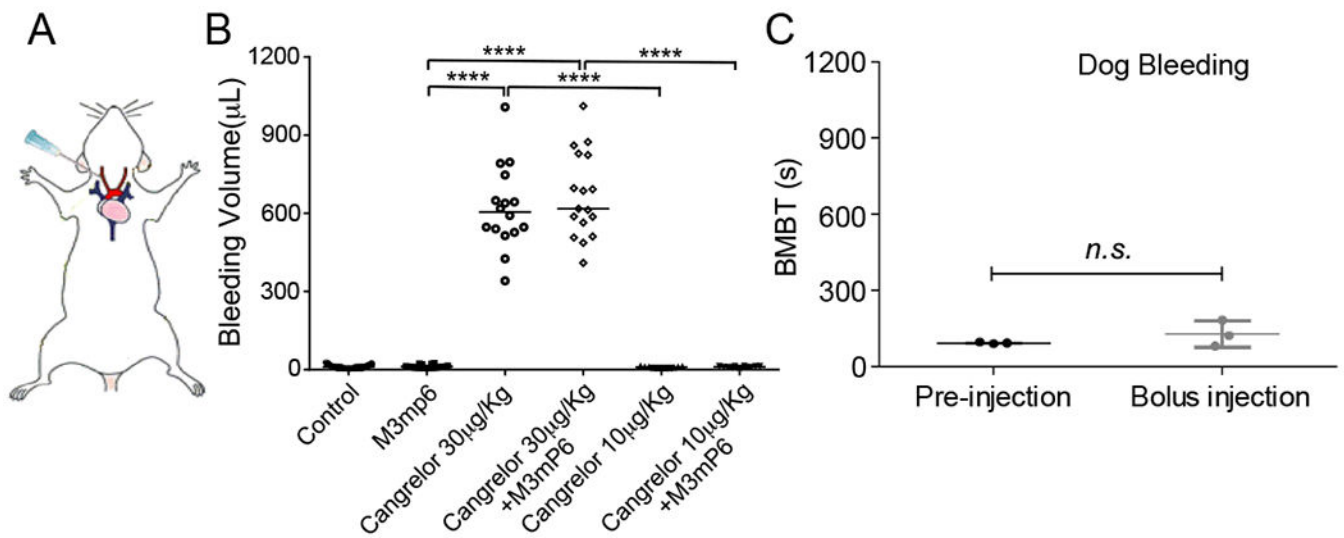 A
B
C
Bleeding Volume(μL)
1200
900
600
300
0
****
****
****
****
Control
M3mp6
Cangrelor 30μg/Kg
Cangrelor 30μg/Kg
+M3mP6
Cangrelor 10μg/Kg
Cangrelor 10μg/Kg
+M3mP6
Dog Bleeding
BMBT (s)
1200
900
600
300
0
n.s.
Pre-injection
Bolus injection